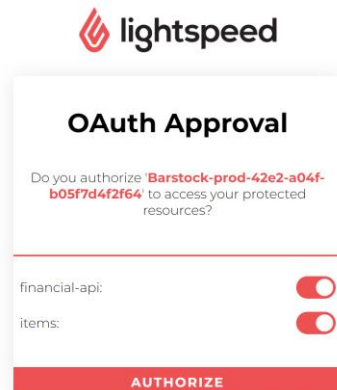 lightspeed
OAuth Approval
Do you authorize 'Barstock-prod-42e2-a04f-
b05f7d4f2f64' to access your protected
resources?
financial-api:
items:
AUTHORIZE